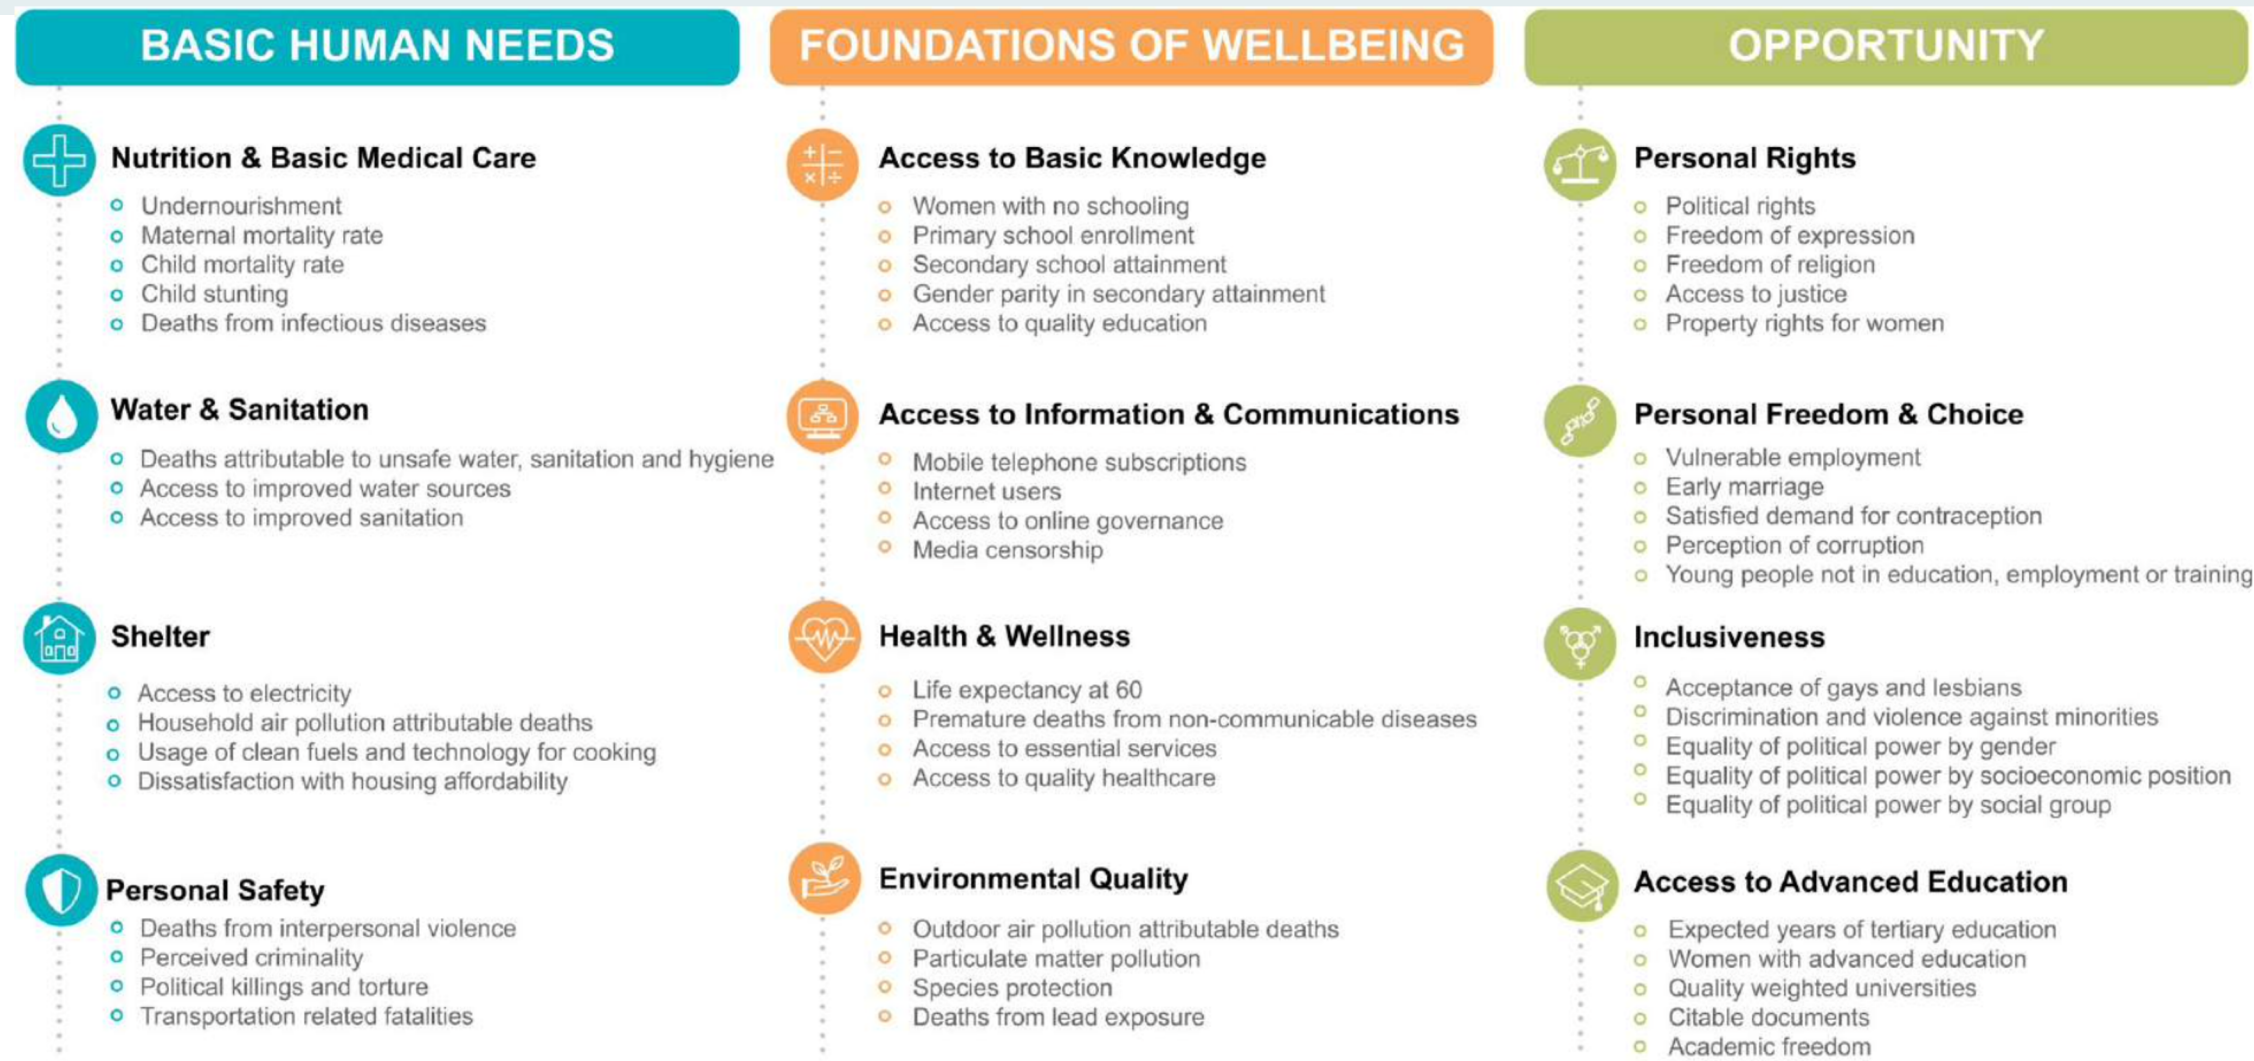 BASIC HUMAN NEEDS
Nutrition & Basic Medical Care
Undernourishment
Maternal mortality rate
Child mortality rate
Child stunting
Deaths from infectious diseases
Water & Sanitation
Deaths attributable to unsafe water, sanitation and hygiene
Access to improved water sources
Access to improved sanitation
Shelter
Access to electricity
Household air pollution attributable deaths
Usage of clean fuels and technology for cooking
Dissatisfaction with housing affordability
Personal Safety
Deaths from interpersonal violence
Perceived criminality
Political killings and torture
Transportation related fatalities
FOUNDATIONS OF WELLBEING
Access to Basic Knowledge
Women with no schooling
Primary school enrollment
Secondary school attainment
Gender parity in secondary attainment
Access to quality education
Access to Information & Communications
Mobile telephone subscriptions
Internet users
Access to online governance
Media censorship
Health & Wellness
Life expectancy at 60
Premature deaths from non-communicable diseases
Access to essential services
Access to quality healthcare
Environmental Quality
Outdoor air pollution attributable deaths
Particulate matter pollution
Species protection
Deaths from lead exposure
OPPORTUNITY
Personal Rights
Political rights
Freedom of expression
Freedom of religion
Access to justice
Property rights for women
Personal Freedom & Choice
Vulnerable employment
Early marriage
Satisfied demand for contraception
Perception of corruption
Young people not in education, employment or training
Inclusiveness
Acceptance of gays and lesbians
Discrimination and violence against minorities
Equality of political power by gender
Equality of political power by socioeconomic position
Equality of political power by social group
Access to Advanced Education
Expected years of tertiary education
Women with advanced education
Quality weighted universities
Citable documents
Academic freedom